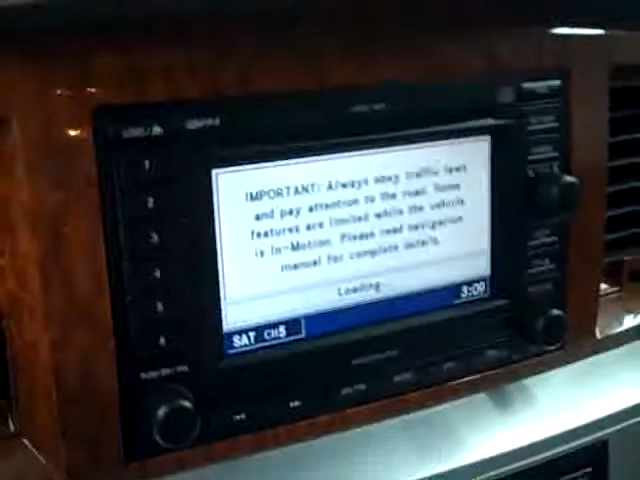 1
2
3
4
5
6
IMPORTANT: Always obey traffic laws
and pay attention to the road. Some
features are limited while the vehicle
is In-Motion. Please read navigation
manual for complete details.
Loading
SAT CH5
3:09